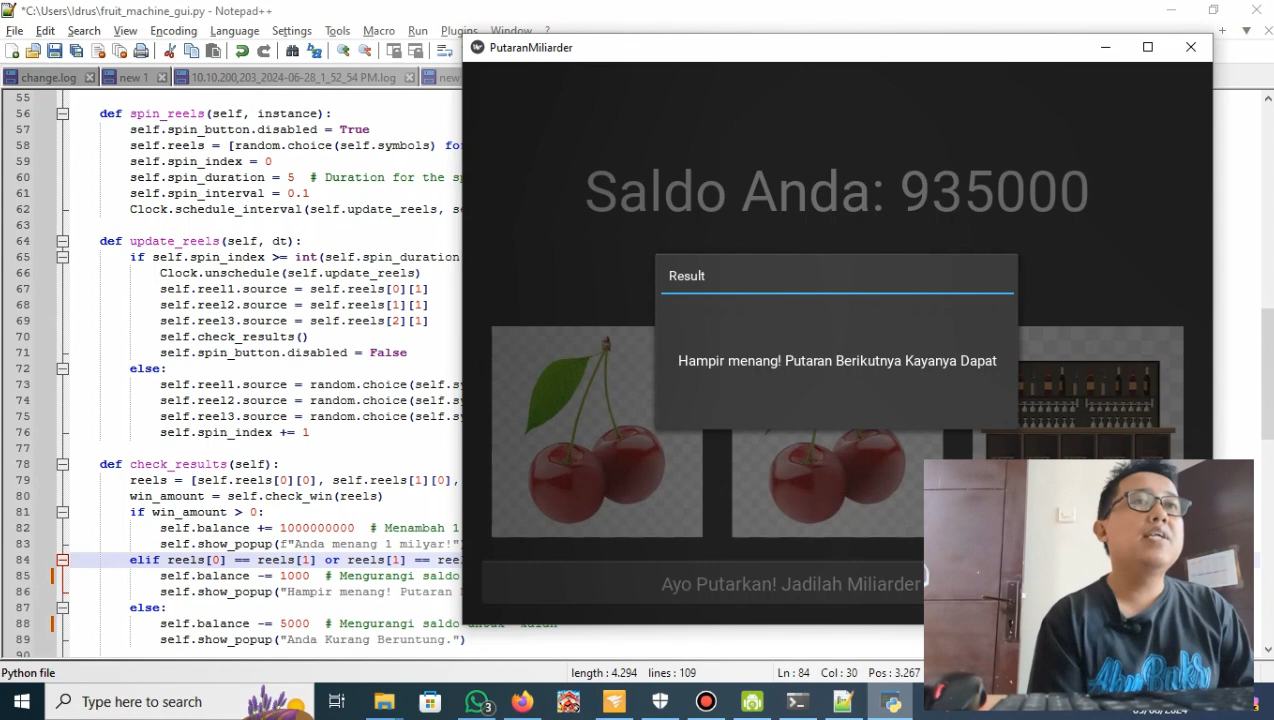 *C:\Users\Idrus\fruit_machine_gui.py - Notepad++
File Edit Search View Encoding Language Settings Tools Macro Run Plugins Window ?
change.log new 1 10.10.200,203_2024-06-28_1_52_54 PM.log new
55
56 def spin_reels(self, instance):
57 self.spin_button.disabled = True
58 self.reels = [random.choice(self.symbols) for
59 self.spin_index = 0
60 self.spin_duration = 5 # Duration for the sp
61 self.spin_interval = 0.1
62 Clock.schedule_interval(self.update_reels, se
63
64 def update_reels(self, dt):
65 if self.spin_index >= int(self.spin_duration
66 Clock.unschedule(self.update_reels)
67 self.reel1.source = self.reels[0][1]
68 self.reel2.source = self.reels[1][1]
69 self.reel3.source = self.reels[2][1]
70 self.check_results()
71 self.spin_button.disabled = False
72 else:
73 self.reel1.source = random.choice(self.sy
74 self.reel2.source = random.choice(self.sy
75 self.reel3.source = random.choice(self.sy
76 self.spin_index += 1
77
78 def check_results(self):
79 reels = [self.reels[0][0], self.reels[1][0],
80 win_amount = self.check_win(reels)
81 if win_amount > 0:
82 self.balance += 1000000000 # Menambah 1
83 self.show_popup(f"Anda menang 1 milyar!"
84 elif reels[0] == reels[1] or reels[1] == ree
85 self.balance -= 1000 # Mengurangi saldo
86 self.show_popup("Hampir menang! Putaran
87 else:
88 self.balance -= 5000 # Mengurangi saldo untuk kalah
89 self.show_popup("Anda Kurang Beruntung.")
90
PutaranMiliarder
Saldo Anda: 935000
Result
Hampir menang! Putaran Berikutnya Kayanya Dapat
Ayo Putarkan! Jadilah Miliarder
Python file length : 4.294 lines : 109 Ln : 84 Col : 30 Pos : 3.267
Type here to search
3